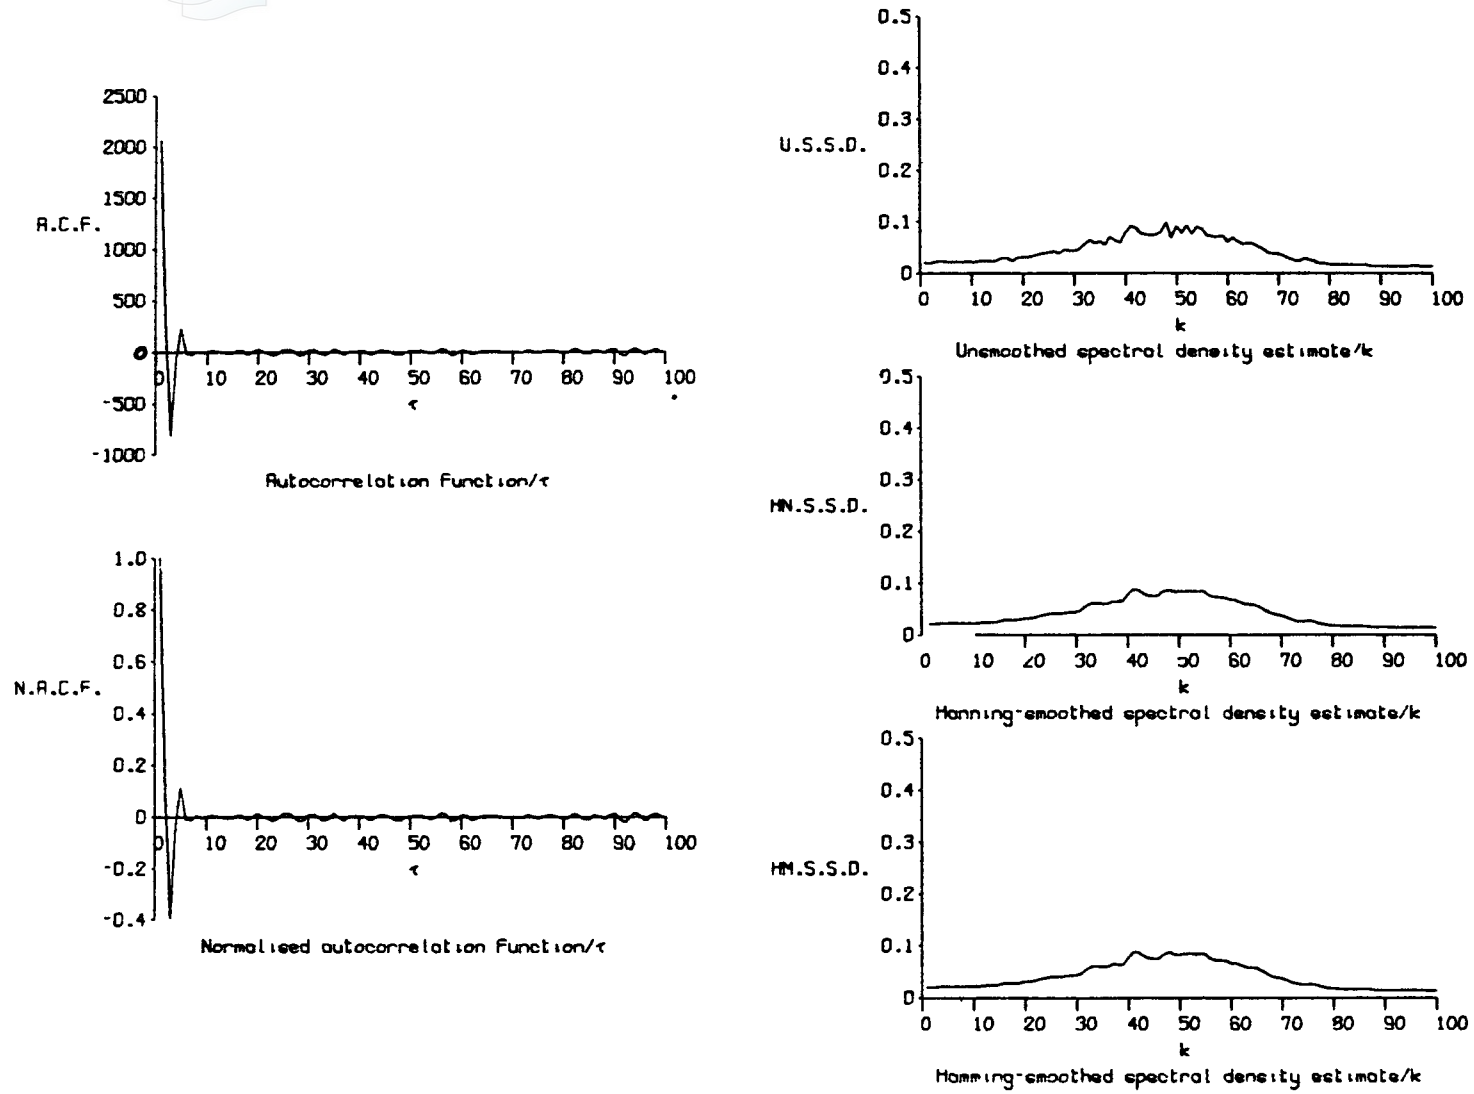 2500
2000
1500
A.C.F.
1000
500
0
0 10 20 30 40 50 60 70 80 90 100
-500
τ
-1000
Autocorrelation Function/τ
1.0
0.8
0.6
N.A.C.F.
0.4
0.2
0
0 10 20 30 40 50 60 70 80 90 100
-0.2
τ
-0.4
Normalised autocorrelation Function/τ
0.5
0.4
0.3
U.S.S.D.
0.2
0.1
0
0 10 20 30 40 50 60 70 80 90 100
k
Unsmoothed spectral density estimate/k
0.5
0.4
0.3
HN.S.S.D.
0.2
0.1
0
0 10 20 30 40 50 60 70 80 90 100
k
Hanning-smoothed spectral density estimate/k
0.5
0.4
0.3
HM.S.S.D.
0.2
0.1
0
0 10 20 30 40 50 60 70 80 90 100
k
Hamming-smoothed spectral density estimate/k